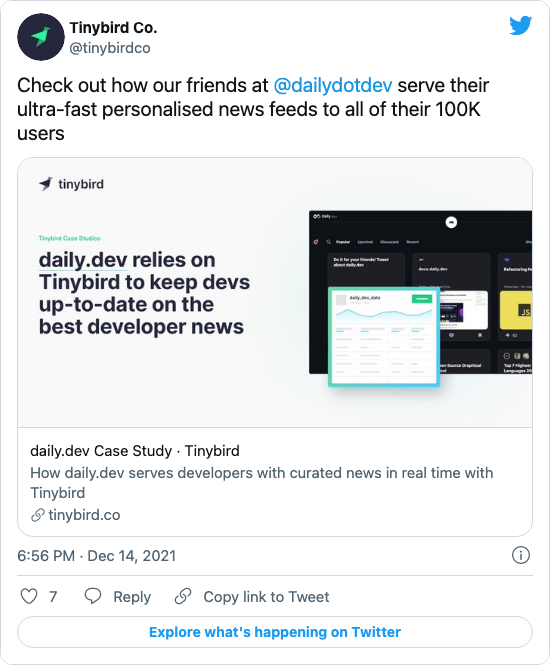 Tinybird Co.
@tinybirdco
Check out how our friends at @dailydotdev serve their
ultra-fast personalised news feeds to all of their 100K
users
tinybird
Tinybird Case Studies
daily.dev relies on
Tinybird to keep devs
up-to-date on the
best developer news
daily.dev
Popular Upvoted Discussed Newest
Do it for your friends! Tweet
about daily.dev
docs.daily.dev
Refactoring
daily_dev_data
JS
32
Top 7 Highest
Languages 20
daily.dev Case Study · Tinybird
How daily.dev serves developers with curated news in real time with
Tinybird
tinybird.co
6:56 PM · Dec 14, 2021
7 Reply Copy link to Tweet
Explore what's happening on Twitter